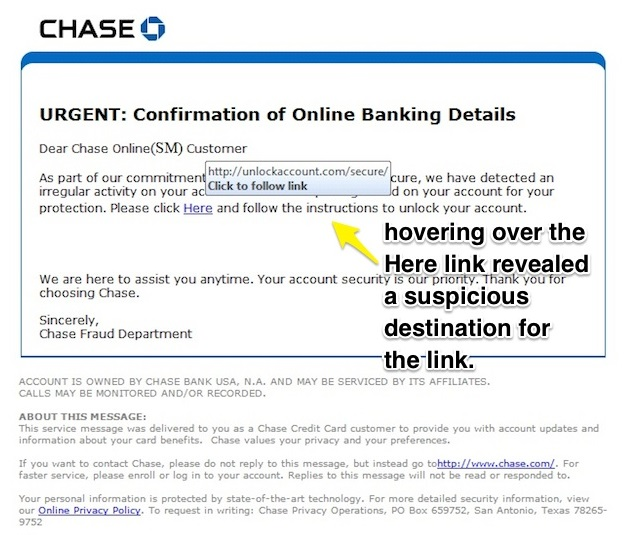 CHASE
URGENT: Confirmation of Online Banking Details
Dear Chase Online(SM) Customer
http://unlockaccount.com/secure/
Click to follow link
As part of our commitment cure, we have detected an
irregular activity on your ac d on your account for your
protection. Please click Here and follow the instructions to unlock your account.
hovering over the
Here link revealed
a suspicious
destination for
the link.
We are here to assist you anytime. Your account security is our priority. Thank you for
choosing Chase.
Sincerely,
Chase Fraud Department
ACCOUNT IS OWNED BY CHASE BANK USA, N.A. AND MAY BE SERVICED BY ITS AFFILIATES.
CALLS MAY BE MONITORED AND/OR RECORDED.
ABOUT THIS MESSAGE:
This service message was delivered to you as a Chase Credit Card customer to provide you with account updates and
information about your card benefits. Chase values your privacy and your preferences.
If you want to contact Chase, please do not reply to this message, but instead go tohttp://www.chase.com/. For
faster service, please enroll or log in to your account. Replies to this message will not be read or responded to.
Your personal information is protected by state-of-the-art technology. For more detailed security information, view
our Online Privacy Policy. To request in writing: Chase Privacy Operations, PO Box 659752, San Antonio, Texas 78265-
9752